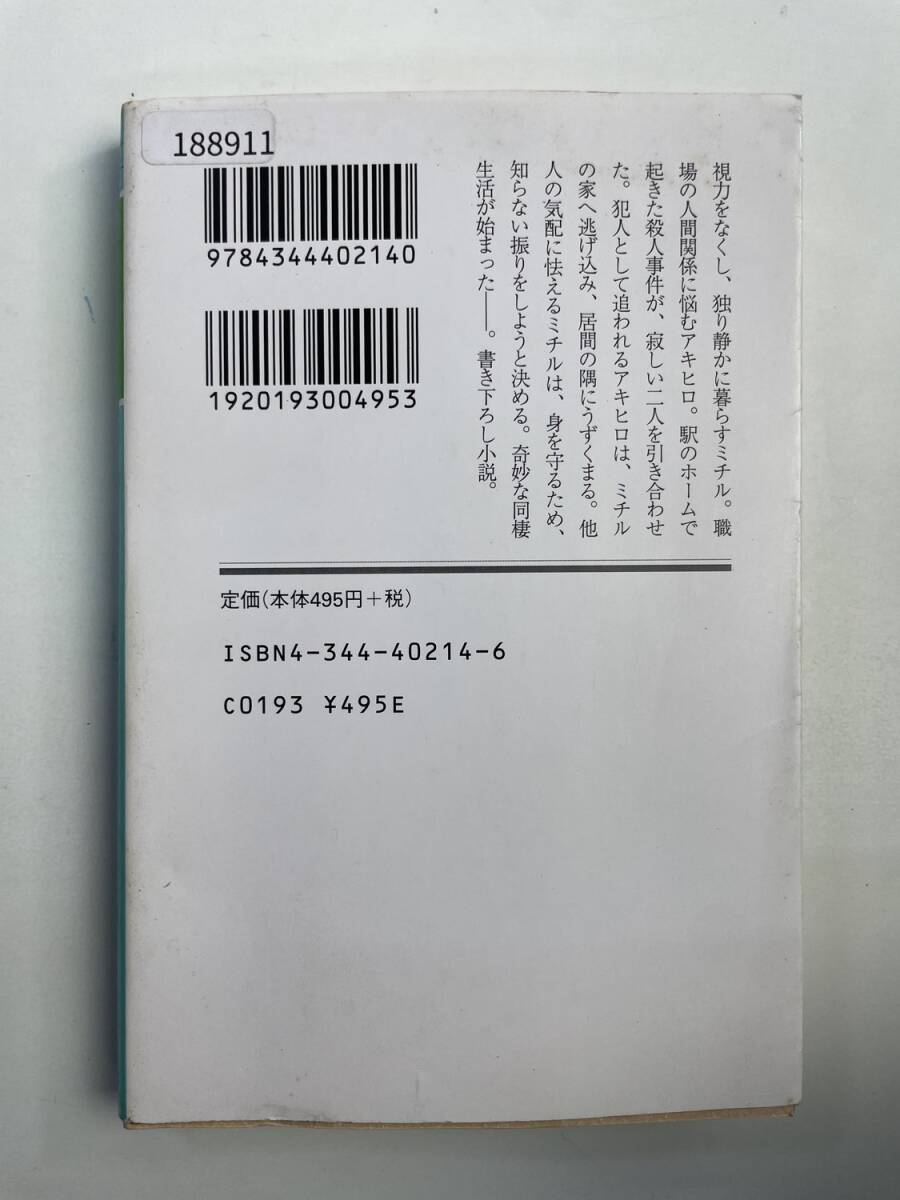 188911
9784344402140
1920193004953
視力をなくし、独り静かに暮らすミチル。職
場の人間関係に悩むアキヒロ。駅のホームで
起きた殺人事件が、寂しい二人を引き合わせ
た。犯人として追われるアキヒロは、ミチル
の家へ逃げ込み、居間の隅にうずくまる。他
人の気配に怯えるミチルは、身を守るため、
知らない振りをしようと決める。奇妙な同棲
生活が始まった――。書き下ろし小説。
定価(本体495円+税)
ISBN4-344-40214-6
C0193 ¥495E